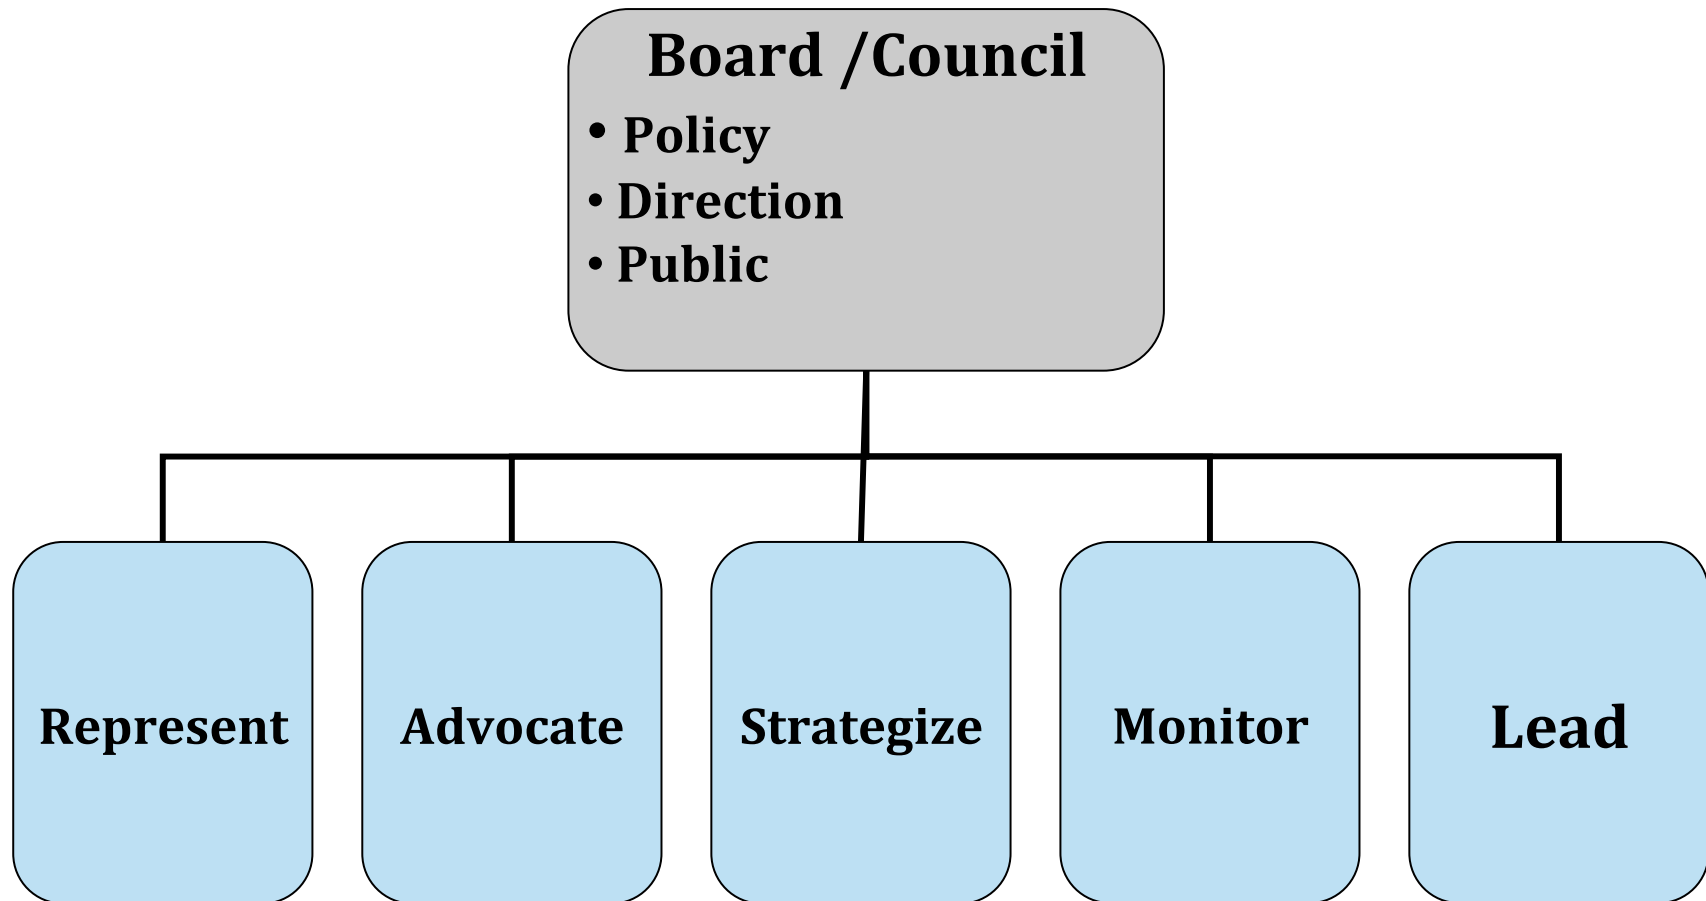 Board /Council
• Policy
• Direction
• Public
Represent
Advocate
Strategize
Monitor
Lead